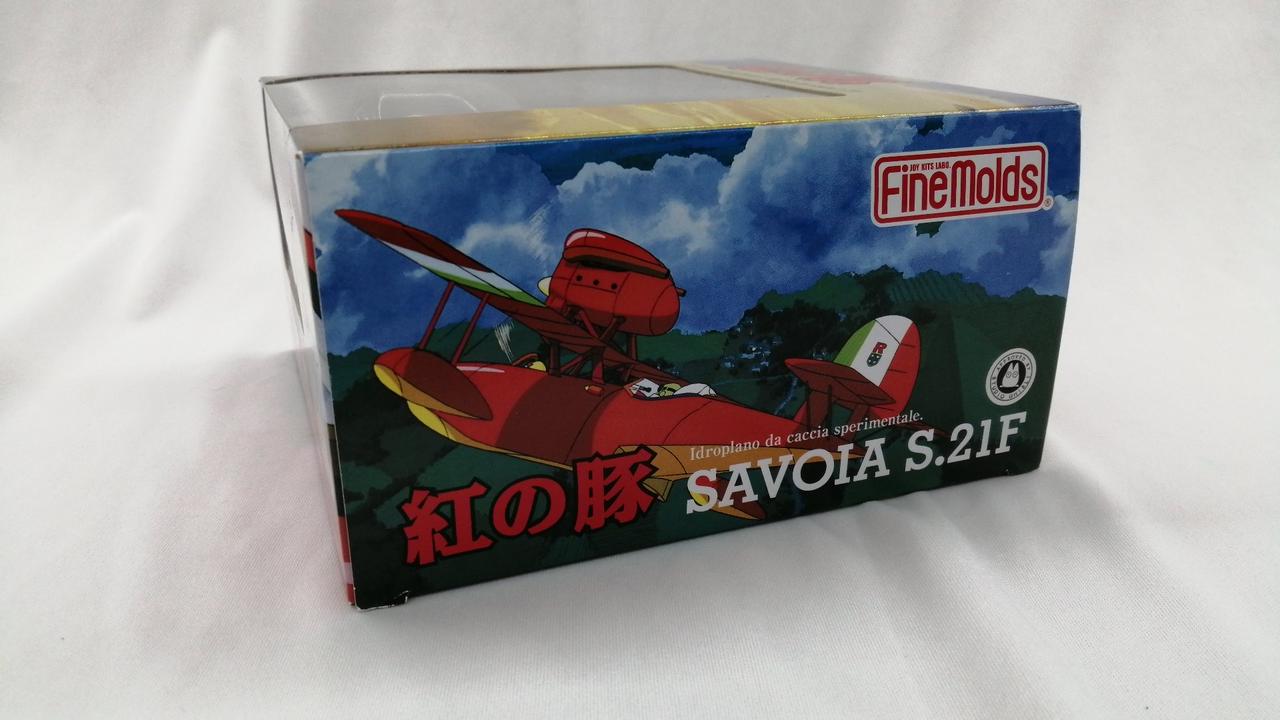 JOY KITS LABO.
FineMolds®
Idroplano da caccia sperimentale.
紅の豚 SAVOIA S.21F
R